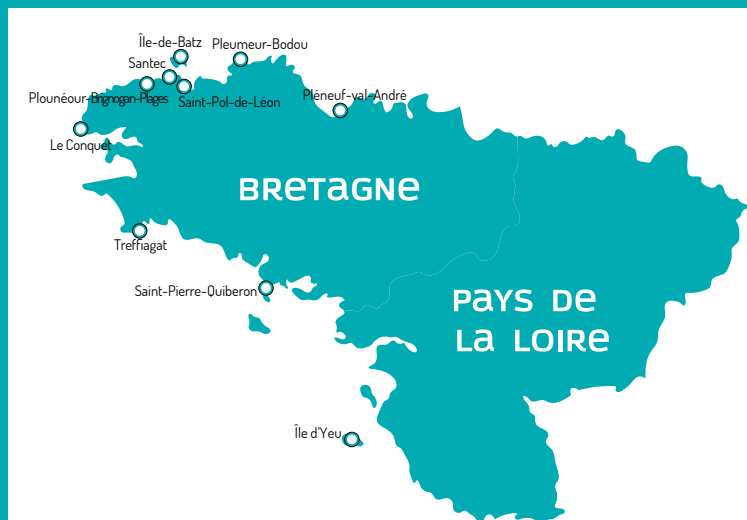 Île-de-Batz
Pleumeur-Bodou
Santec
Plounéour-Brignogan-Plages
Saint-Pol-de-Léon
Pléneuf-val-André
Le Conquet
BRETAGNE
Treffiagat
Saint-Pierre-Quiberon
PAYS DE
LA LOIRE
Île d'Yeu